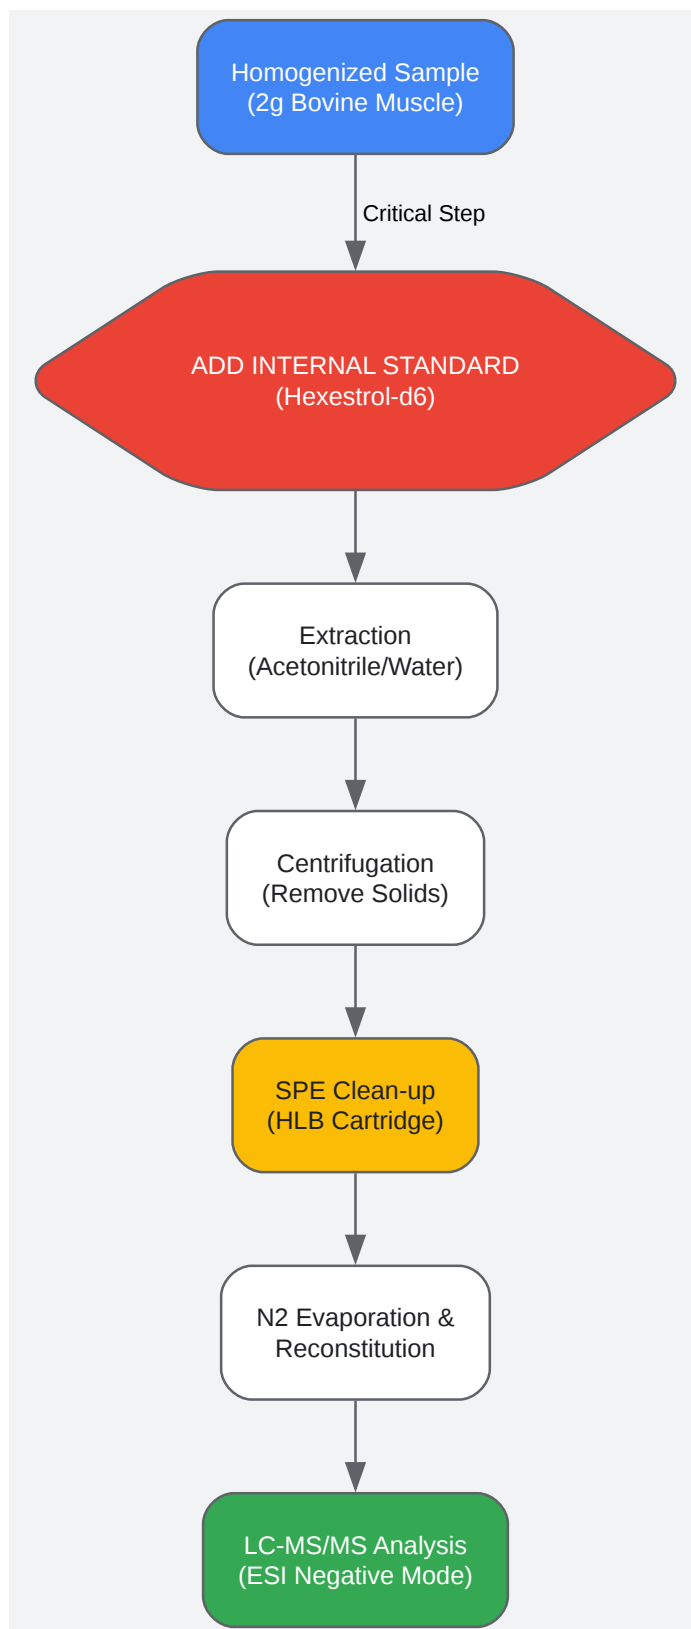 Homogenized Sample
(2g Bovine Muscle)
Critical Step
ADD INTERNAL STANDARD
(Hexestrol-d6)
Extraction
(Acetonitrile/Water)
Centrifugation
(Remove Solids)
SPE Clean-up
(HLB Cartridge)
N2 Evaporation &
Reconstitution
LC-MS/MS Analysis
(ESI Negative Mode)